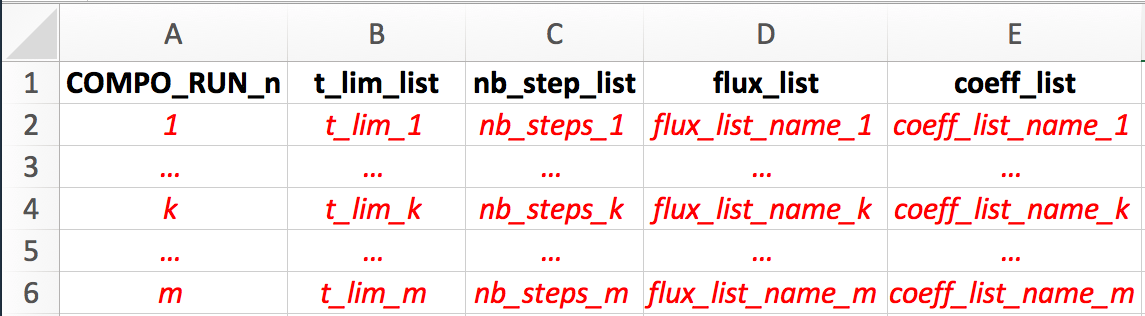 A B C D E
1 COMPO_RUN_n t_lim_list nb_step_list flux_list coeff_list
2 1 t_lim_1 nb_steps_1 flux_list_name_1 coeff_list_name_1
3 ... ... ... ... ...
4 k t_lim_k nb_steps_k flux_list_name_k coeff_list_name_k
5 ... ... ... ... ...
6 m t_lim_m nb_steps_m flux_list_name_m coeff_list_name_m